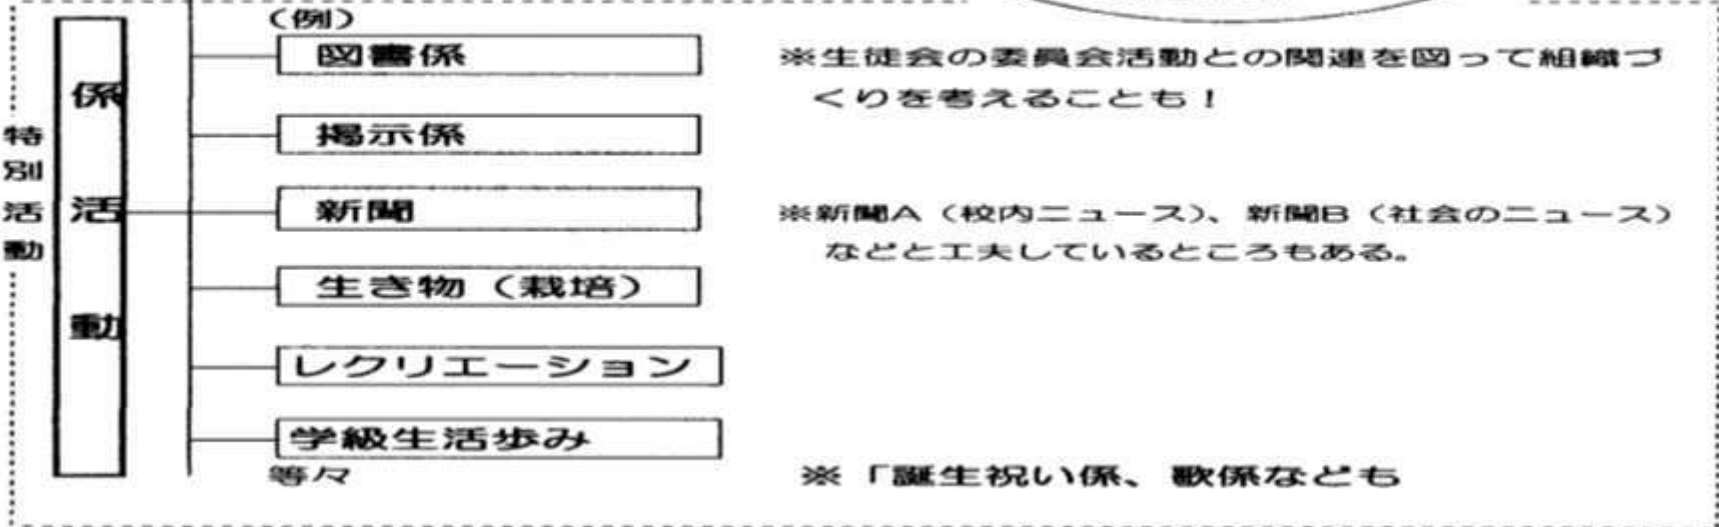 特別活動
係活動
(例)
図書係
※生徒会の委員会活動との関連を図って組織づ
くりを考えることも!
掲示係
新聞
※新聞A(校内ニュース)、新聞B(社会のニュース)
などと工夫しているところもある。
生き物(栽培)
レクリエーション
学級生活歩み
等々
※「誕生祝い係、歌係なども